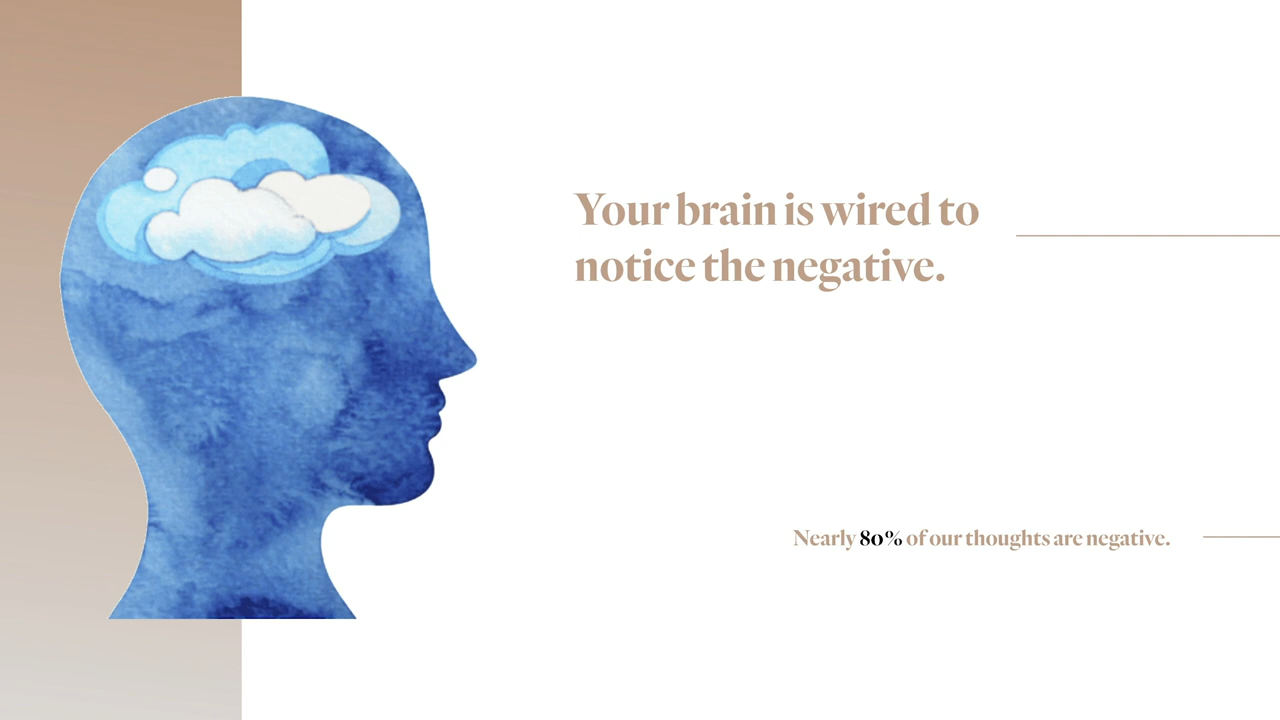 Your brain is wired to
notice the negative.
Nearly 80% of our thoughts are negative.